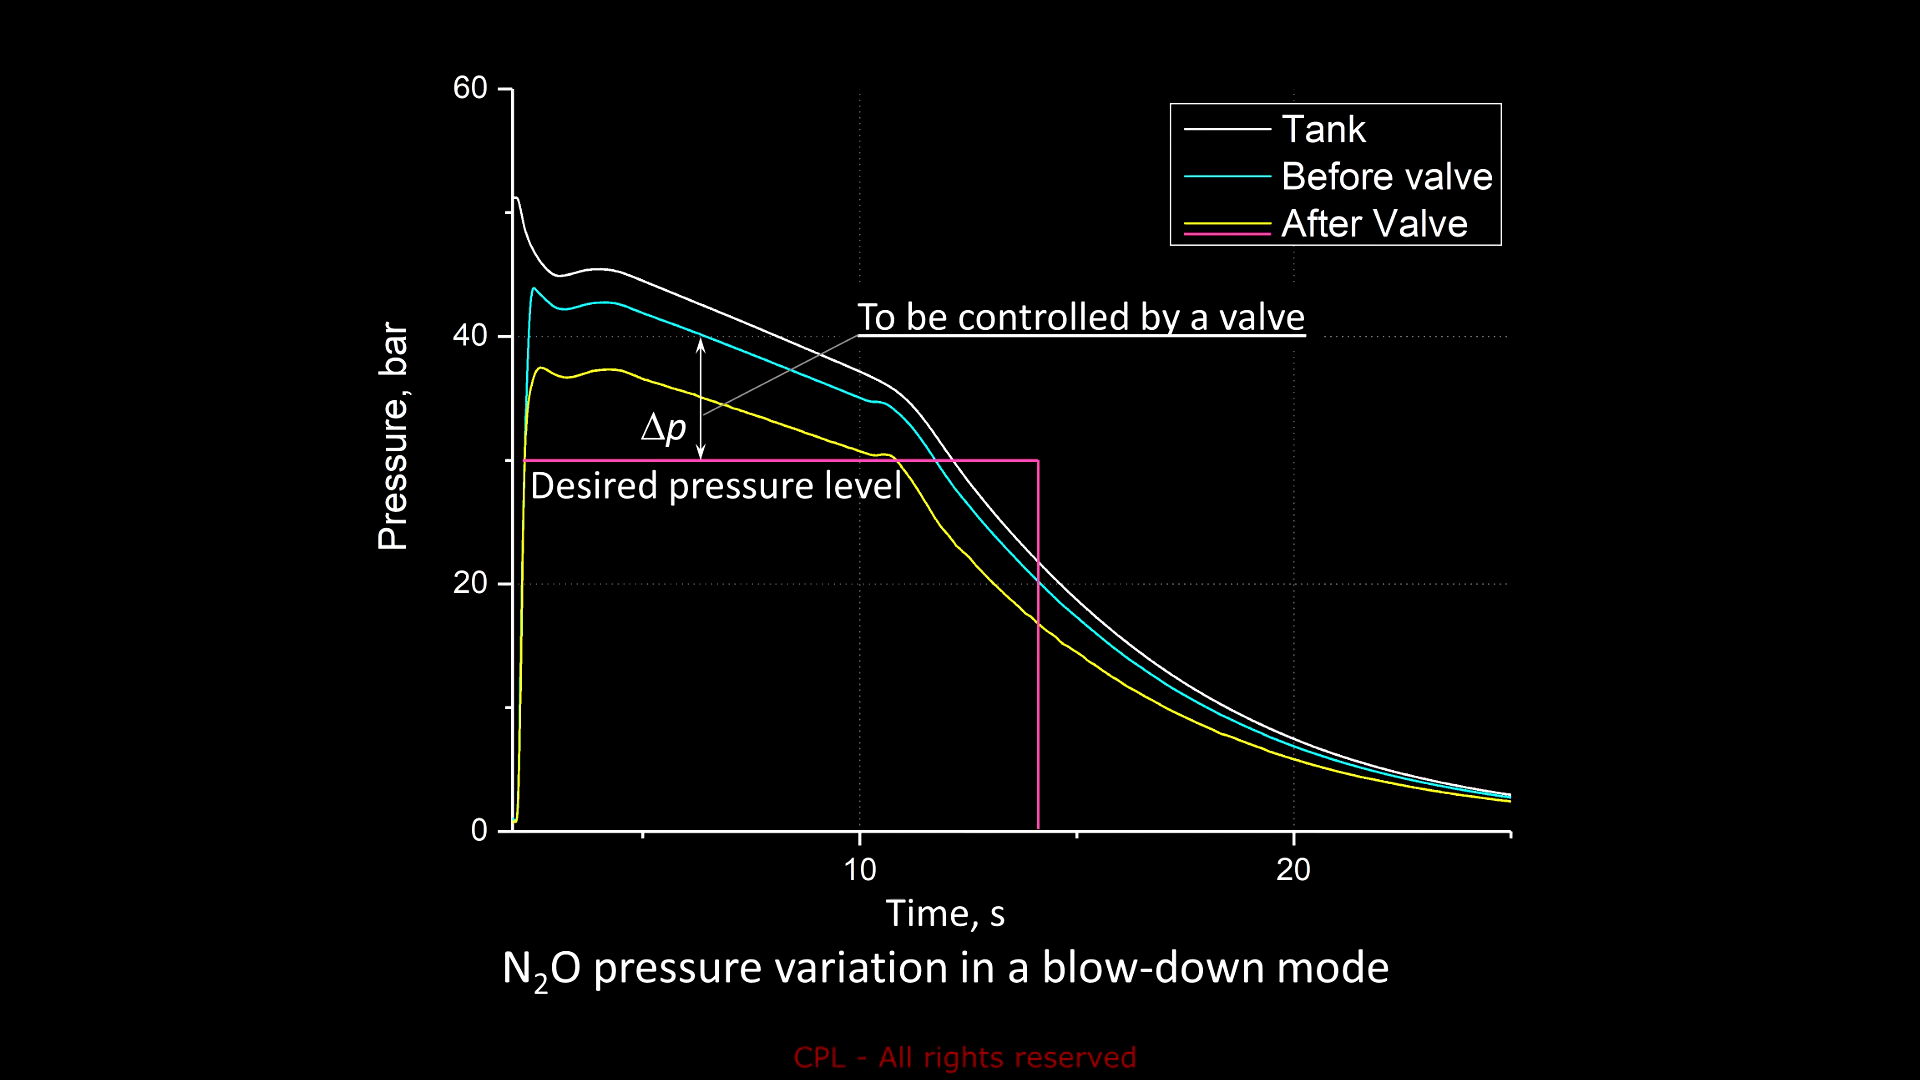 60
Tank
Before valve
After Valve
To be controlled by a valve
40
Pressure, bar
Δp
Desired pressure level
20
0
10
20
Time, s
N₂O pressure variation in a blow-down mode
CPL - All rights reserved